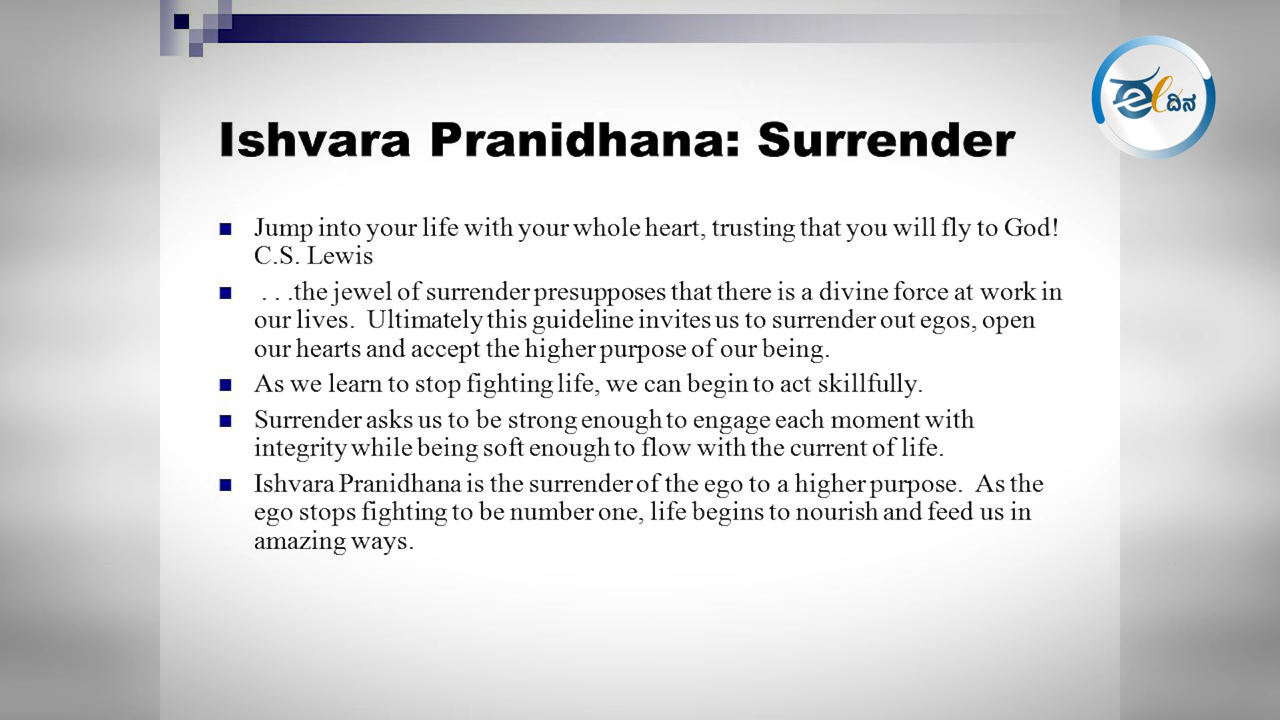 Ishvara Pranidhana: Surrender
eದಿನ
Jump into your life with your whole heart, trusting that you will fly to God!
C.S. Lewis
. . .the jewel of surrender presupposes that there is a divine force at work in
our lives. Ultimately this guideline invites us to surrender out egos, open
our hearts and accept the higher purpose of our being.
As we learn to stop fighting life, we can begin to act skillfully.
Surrender asks us to be strong enough to engage each moment with
integrity while being soft enough to flow with the current of life.
Ishvara Pranidhana is the surrender of the ego to a higher purpose. As the
ego stops fighting to be number one, life begins to nourish and feed us in
amazing ways.